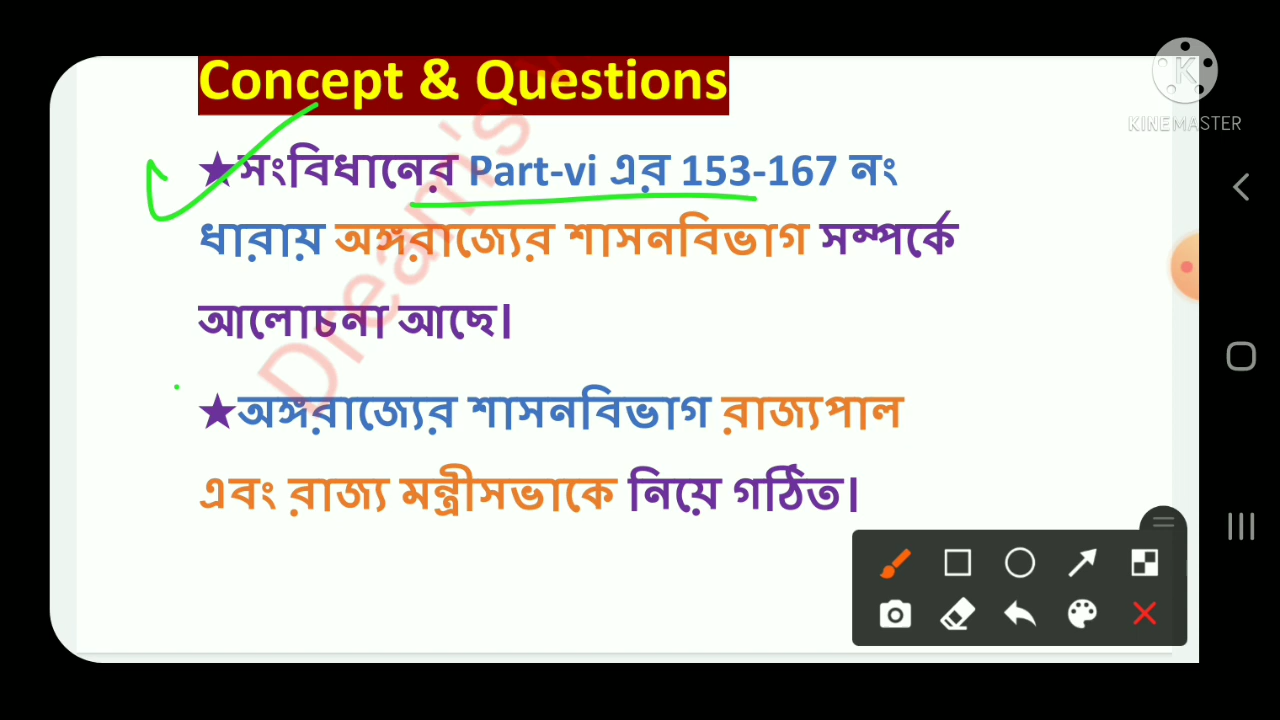 Concept & Questions
KINEMASTER
★সংবিধানের Part-vi এর 153-167 নং
ধারায় অঙ্গরাজ্যের শাসনবিভাগ সম্পর্কে
আলোচনা আছে।
★অঙ্গরাজ্যের শাসনবিভাগ রাজ্যপাল
এবং রাজ্য মন্ত্রীসভাকে নিয়ে গঠিত।
Dream's